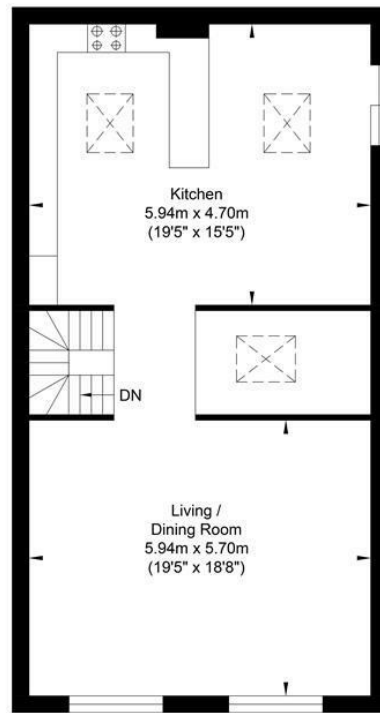 Kitchen
5.94m x 4.70m
(19'5" x 15'5")
DN
Living /
Dining Room
5.94m x 5.70m
(19'5" x 18'8")